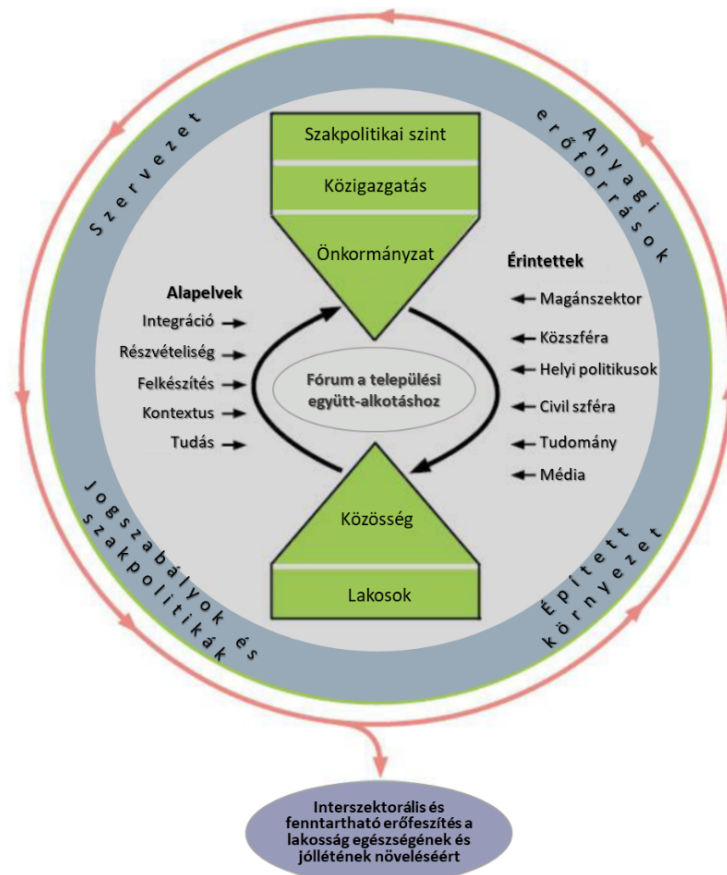 Szervezet
Anyagi
erőforrások
Szakpolitikai szint
Közigazgatás
Önkormányzat
Alapelvek
Integráció
Részvételiség
Felkészítés
Kontextus
Tudás
Érintettek
Magánszektor
Közszféra
Helyi politikusok
Civil szféra
Tudomány
Média
Fórum a települési
együtt-alkotáshoz
Közösség
Lakosok
Jogszabályok és
szakpolitikák
Épített
környezet
Interszektorális és
fenntartható erőfeszítés a
lakosság egészségének és
jóllétének növeléséért